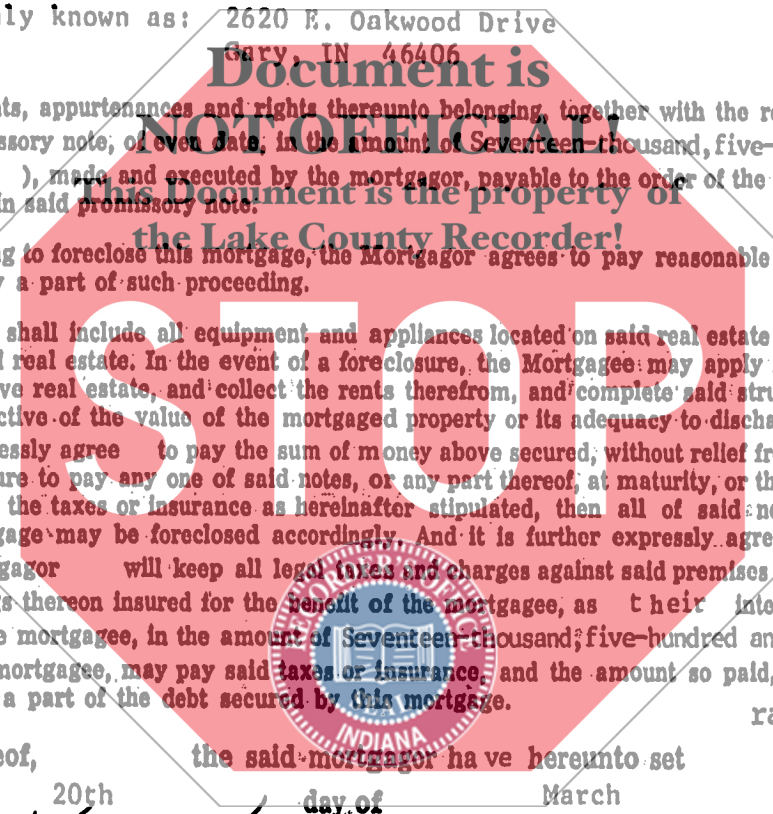 ly known as: 2620 E. Oakwood Drive
Gary, IN 46406
Document is
ts, appurtenances and rights thereunto belonging, together with the re
NOT OFFICIAL!
ssory note, of even date, in the amount of Seventeen-thousand, five-
), made and executed by the mortgagor, payable to the order of the
This Document is the property of
in said promissory note.
the Lake County Recorder!
g to foreclose this mortgage, the Mortgagor agrees to pay reasonable
a part of such proceeding.
STOP
shall include all equipment and appliances located on said real estate
real estate. In the event of a foreclosure, the Mortgagee may apply
ve real estate, and collect the rents therefrom, and complete said stru
ctive of the value of the mortgaged property or its adequacy to discha
essly agree to pay the sum of money above secured, without relief fr
ure to pay any one of said notes, or any part thereof, at maturity, or th
the taxes or insurance as hereinafter stipulated, then all of said no
gage may be foreclosed accordingly. And it is further expressly agre
gagor will keep all legal taxes and charges against said premises
s thereon insured for the benefit of the mortgagee, as their inte
e mortgagee, in the amount of Seventeen-thousand, five-hundred an
mortgagee, may pay said taxes or insurance, and the amount so paid,
a part of the debt secured by this mortgage.
RECORDER'S OFFICE
SEAL
INDIANA
ra
eof, the said mortgagor have hereunto set
20th day of March